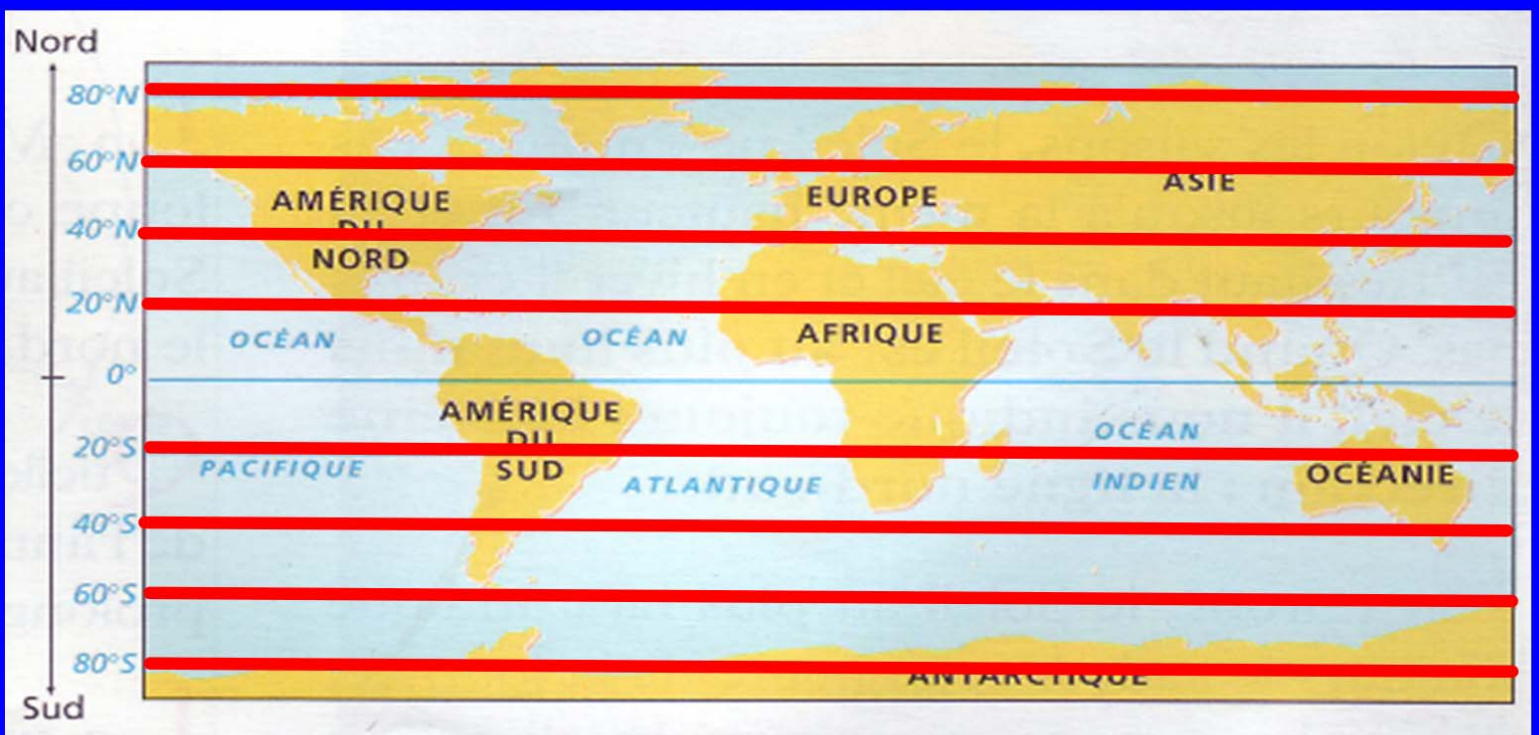 Nord
80°N
60°N
AMÉRIQUE
DU
NORD
EUROPE
ASIE
40°N
20°N
OCÉAN
OCÉAN
AFRIQUE
0°
AMÉRIQUE
DU
SUD
OCÉAN
INDIEN
20°S
PACIFIQUE
ATLANTIQUE
OCÉANIE
40°S
60°S
80°S
ANTARCTIQUE
Sud